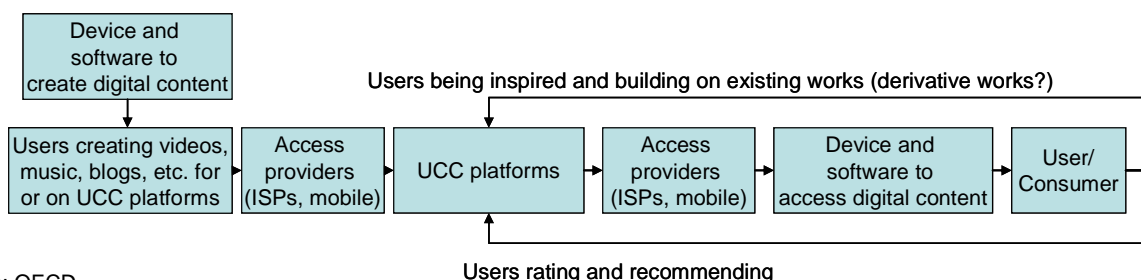 Device and
software to
create digital content
Users being inspired and building on existing works (derivative works?)
Users creating videos,
music, blogs, etc. for
or on UCC platforms
Access
providers
(ISPs, mobile)
UCC platforms
Access
providers
(ISPs, mobile)
Device and
software to
access digital content
User/
Consumer
Users rating and recommending
: OECD